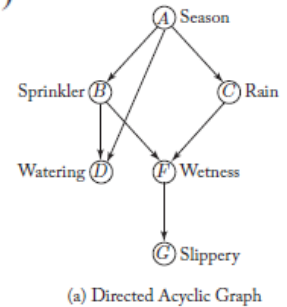 )
A Season
Sprinkler B C Rain
Watering D F Wetness
G Slippery
(a) Directed Acyclic Graph